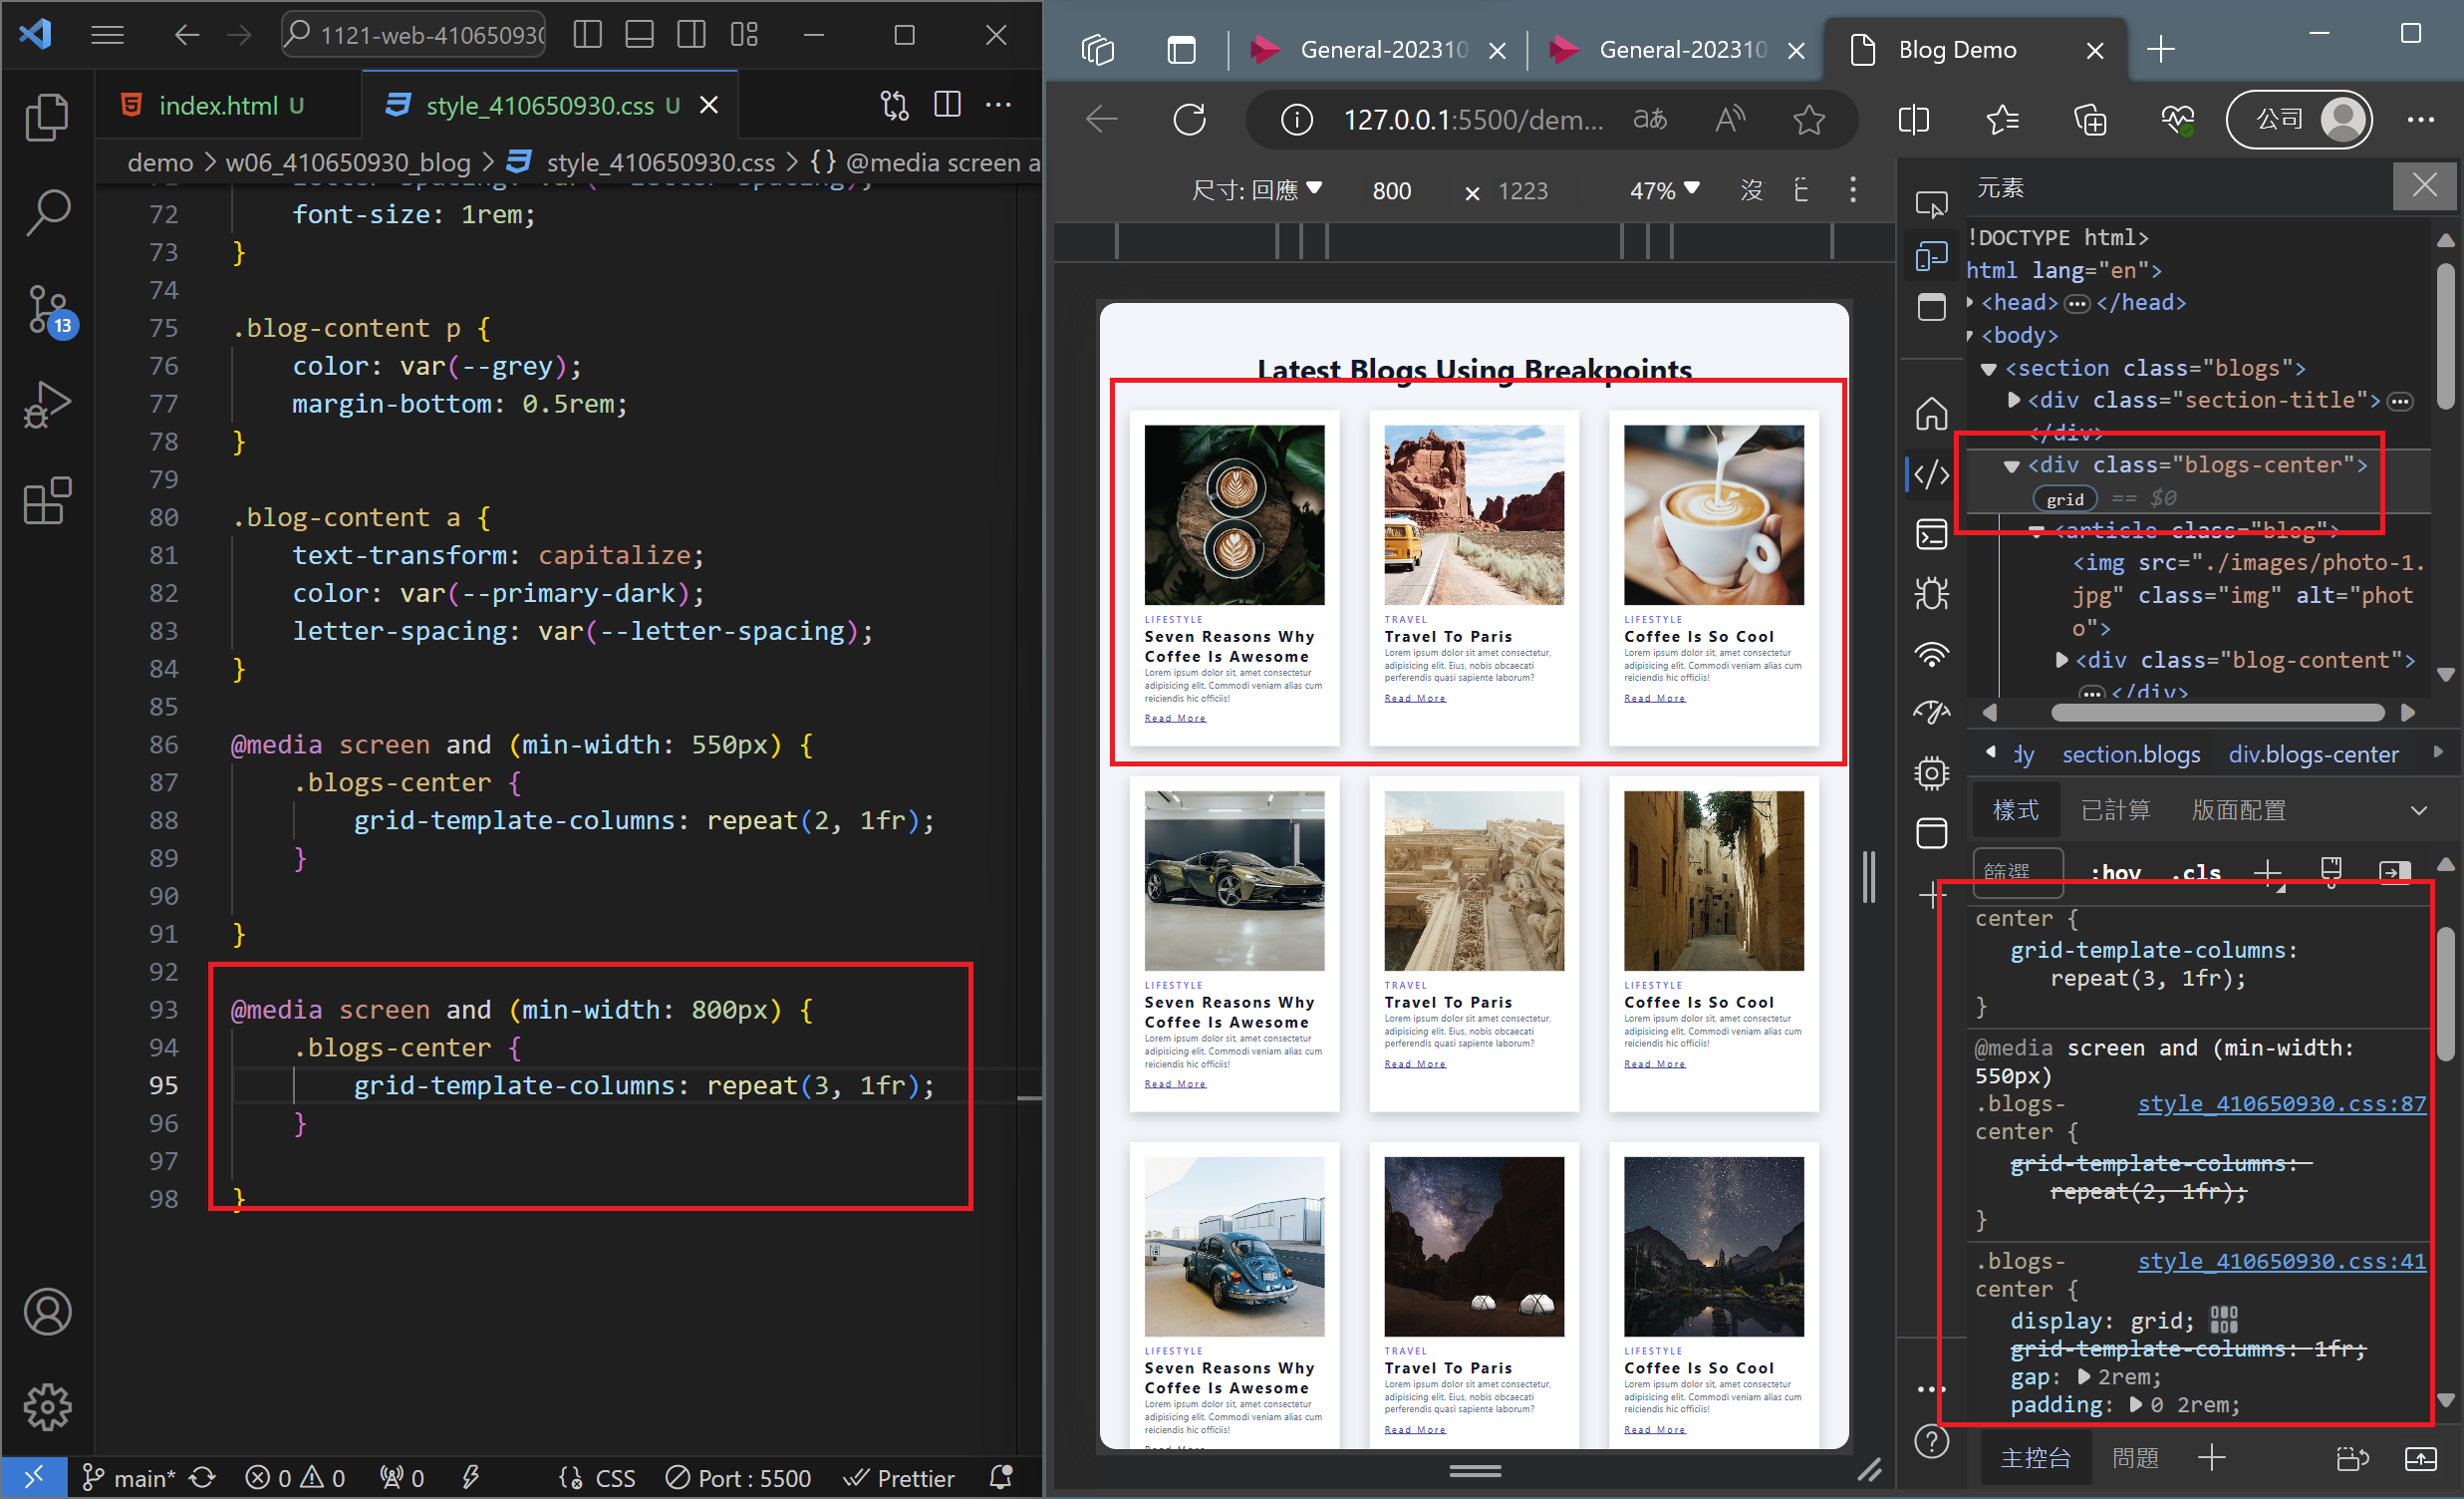 1121-web-410650930
index.html U
style_410650930.css U
demo > w06_410650930_blog > style_410650930.css > {} @media screen a
72 font-size: 1rem;
73 }
74
75 .blog-content p {
76 color: var(--grey);
77 margin-bottom: 0.5rem;
78 }
79
80 .blog-content a {
81 text-transform: capitalize;
82 color: var(--primary-dark);
83 letter-spacing: var(--letter-spacing);
84 }
85
86 @media screen and (min-width: 550px) {
87 .blogs-center {
88 grid-template-columns: repeat(2, 1fr);
89 }
90
91 }
92
93 @media screen and (min-width: 800px) {
94 .blogs-center {
95 grid-template-columns: repeat(3, 1fr);
96 }
97
98 }
13
main* 0 0 0 CSS Port : 5500 Prettier
General-202310
General-202310
Blog Demo
127.0.0.1:5500/dem...
公司
尺寸: 回應 800 × 1223 47% 沒
Latest Blogs Using Breakpoints
LIFESTYLE
Seven Reasons Why
Coffee Is Awesome
Lorem ipsum dolor sit, amet consectetur,
adipisicing elit. Commodi veniam alias cum
reiciendis hic officiis!
Read More
TRAVEL
Travel To Paris
Lorem ipsum dolor sit, amet consectetur,
adipisicing elit. Eius, nobis obcaecati
perferendis quasi sapiente laborum?
Read More
LIFESTYLE
Coffee Is So Cool
Lorem ipsum dolor sit, amet consectetur,
adipisicing elit. Commodi veniam alias cum
reiciendis hic officiis!
Read More
LIFESTYLE
Seven Reasons Why
Coffee Is Awesome
Lorem ipsum dolor sit, amet consectetur,
adipisicing elit. Commodi veniam alias cum
reiciendis hic officiis!
Read More
TRAVEL
Travel To Paris
Lorem ipsum dolor sit, amet consectetur,
adipisicing elit. Eius, nobis obcaecati
perferendis quasi sapiente laborum?
Read More
LIFESTYLE
Coffee Is So Cool
Lorem ipsum dolor sit, amet consectetur,
adipisicing elit. Commodi veniam alias cum
reiciendis hic officiis!
Read More
LIFESTYLE
Seven Reasons Why
Coffee Is Awesome
Lorem ipsum dolor sit, amet consectetur,
adipisicing elit. Commodi veniam alias cum
reiciendis hic officiis!
TRAVEL
Travel To Paris
Lorem ipsum dolor sit amet consectetur,
adipisicing elit. Eius, nobis obcaecati
perferendis quasi sapiente laborum?
Read More
LIFESTYLE
Coffee Is So Cool
Lorem ipsum dolor sit, amet consectetur,
adipisicing elit. Commodi veniam alias cum
reiciendis hic officiis!
Read More
元素
!DOCTYPE html>
html lang="en">
<head>…</head>
<body>
<section class="blogs">
<div class="section-title">…
</div>
<div class="blogs-center">
grid == $0
<article class="blog">
<img src="./images/photo-1.
jpg" class="img" alt="phot
o">
<div class="blog-content">
…</div>
dy section.blogs div.blogs-center
樣式 已計算 版面配置
篩選 :hov .cls
center {
grid-template-columns:
repeat(3, 1fr);
}
@media screen and (min-width:
550px)
.blogs- style_410650930.css:87
center {
grid-template-columns:
repeat(2, 1fr);
}
.blogs- style_410650930.css:41
center {
display: grid;
grid-template-columns: 1fr;
gap: 2rem;
padding: 0 2rem;
主控台 問題